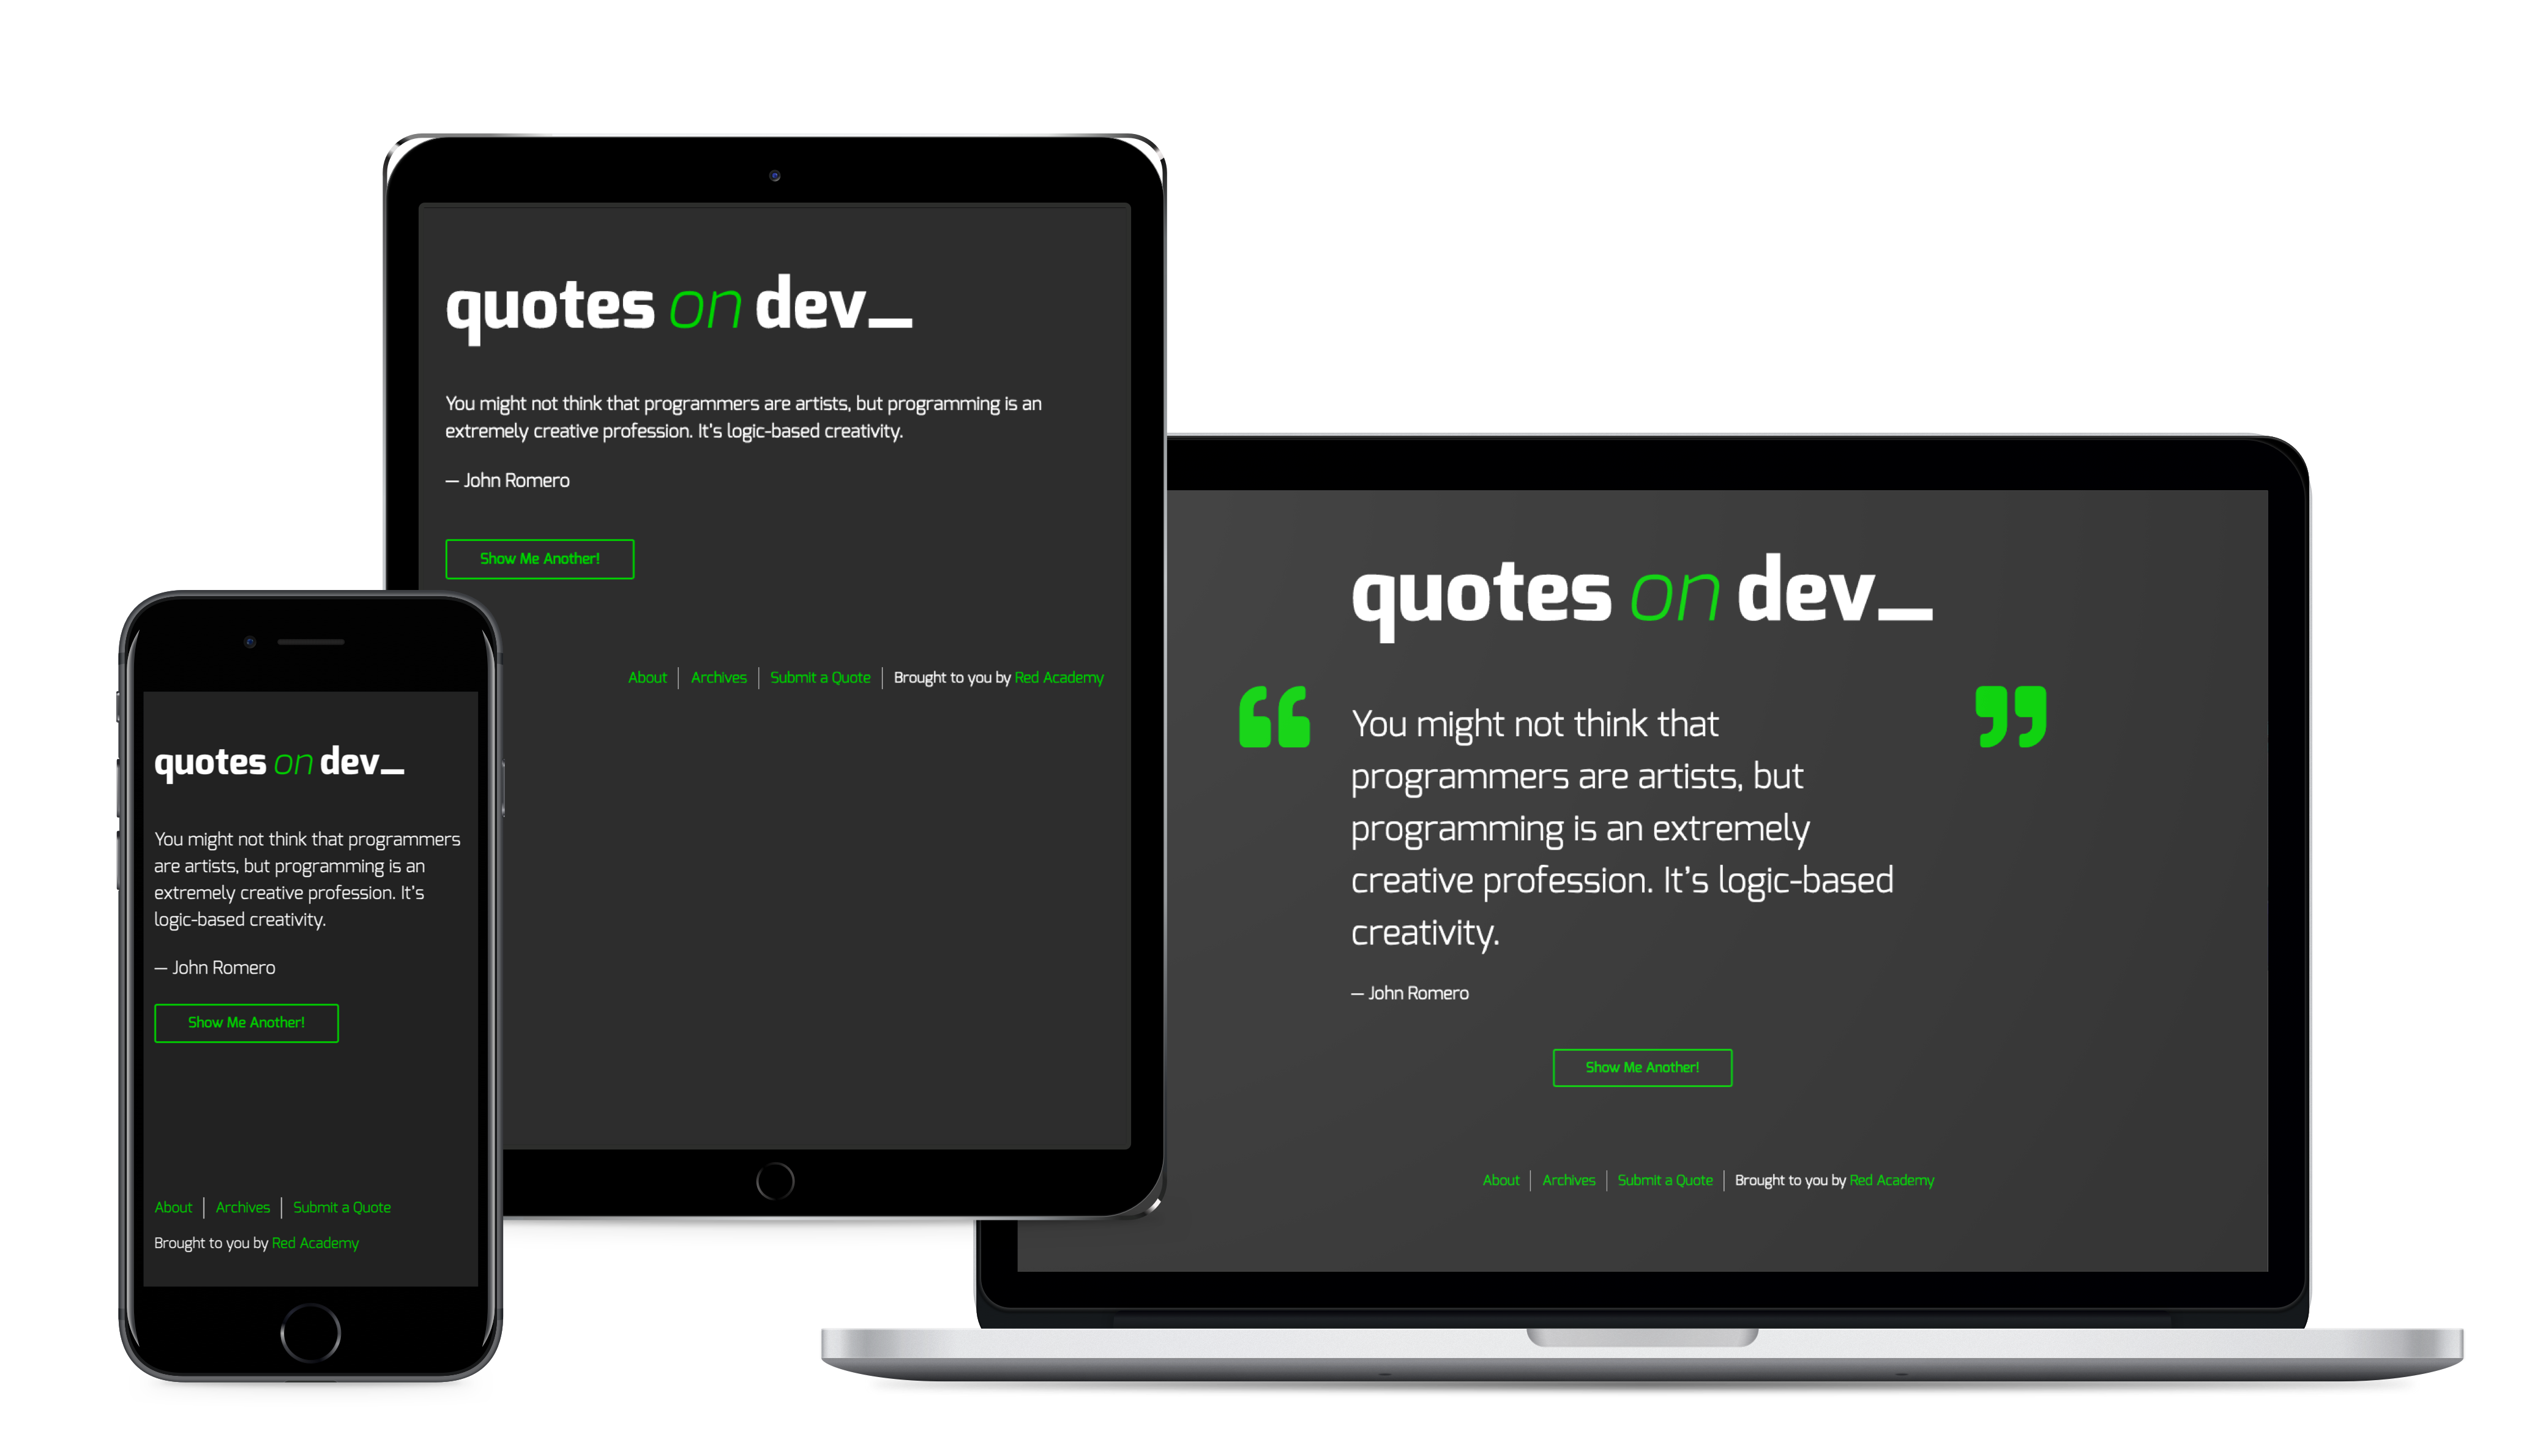 quotes on dev_
You might not think that programmers are artists, but programming is an
extremely creative profession. It's logic-based creativity.
— John Romero
Show Me Another!
About | Archives | Submit a Quote | Brought to you by Red Academy
quotes on dev_
You might not think that programmers
are artists, but programming is an
extremely creative profession. It's
logic-based creativity.
— John Romero
Show Me Another!
About | Archives | Submit a Quote
Brought to you by Red Academy
quotes on dev_
“ You might not think that ”
programmers are artists, but
programming is an extremely
creative profession. It's logic-based
creativity.
— John Romero
Show Me Another!
About | Archives | Submit a Quote | Brought to you by Red Academy